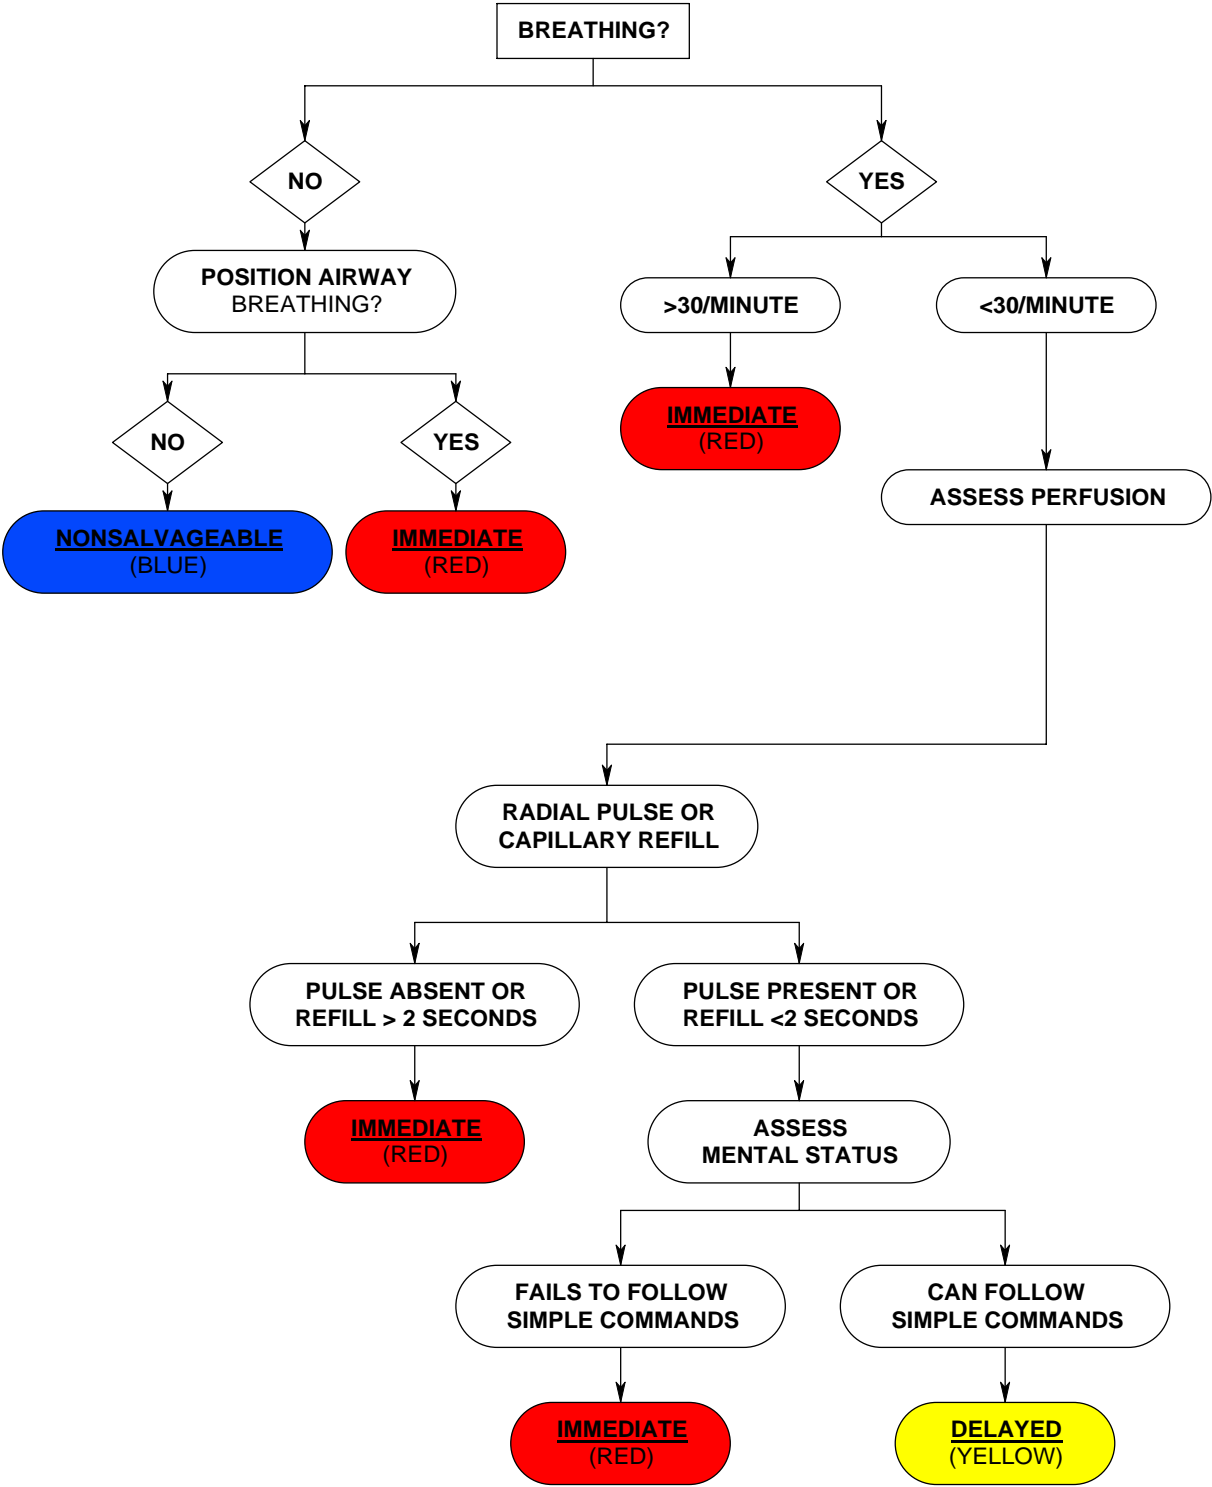 BREATHING?
NO
YES
POSITION AIRWAY
BREATHING?
>30/MINUTE
<30/MINUTE
NO
YES
IMMEDIATE
(RED)
ASSESS PERFUSION
NONSALVAGEABLE
(BLUE)
IMMEDIATE
(RED)
RADIAL PULSE OR
CAPILLARY REFILL
PULSE ABSENT OR
REFILL > 2 SECONDS
PULSE PRESENT OR
REFILL <2 SECONDS
IMMEDIATE
(RED)
ASSESS
MENTAL STATUS
FAILS TO FOLLOW
SIMPLE COMMANDS
CAN FOLLOW
SIMPLE COMMANDS
IMMEDIATE
(RED)
DELAYED
(YELLOW)